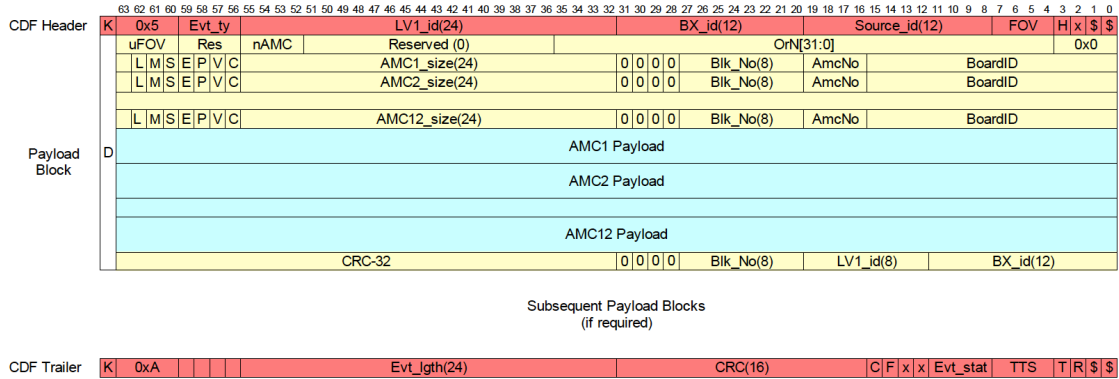 63 62 61 60 59 58 57 56 55 54 53 52 51 50 49 48 47 46 45 44 43 42 41 40 39 38 37 36 35 34 33 32 31 30 29 28 27 26 25 24 23 22 21 20 19 18 17 16 15 14 13 12 11 10 9 8 7 6 5 4 3 2 1 0
CDF Header K 0x5 Evt_ty LV1_id(24) BX_id(12) Source_id(12) FOV H x $ $
uFOV Res nAMC Reserved (0) OrN[31:0] 0x0
L M S E P V C AMC1_size(24) 0 0 0 0 Blk_No(8) AmcNo BoardID
L M S E P V C AMC2_size(24) 0 0 0 0 Blk_No(8) AmcNo BoardID
L M S E P V C AMC12_size(24) 0 0 0 0 Blk_No(8) AmcNo BoardID
Payload
Block
D
AMC1 Payload
AMC2 Payload
AMC12 Payload
CRC-32 0 0 0 0 Blk_No(8) LV1_id(8) BX_id(12)
Subsequent Payload Blocks
(if required)
CDF Trailer K 0xA Evt_lgth(24) CRC(16) C F x x Evt_stat TTS T R $ $